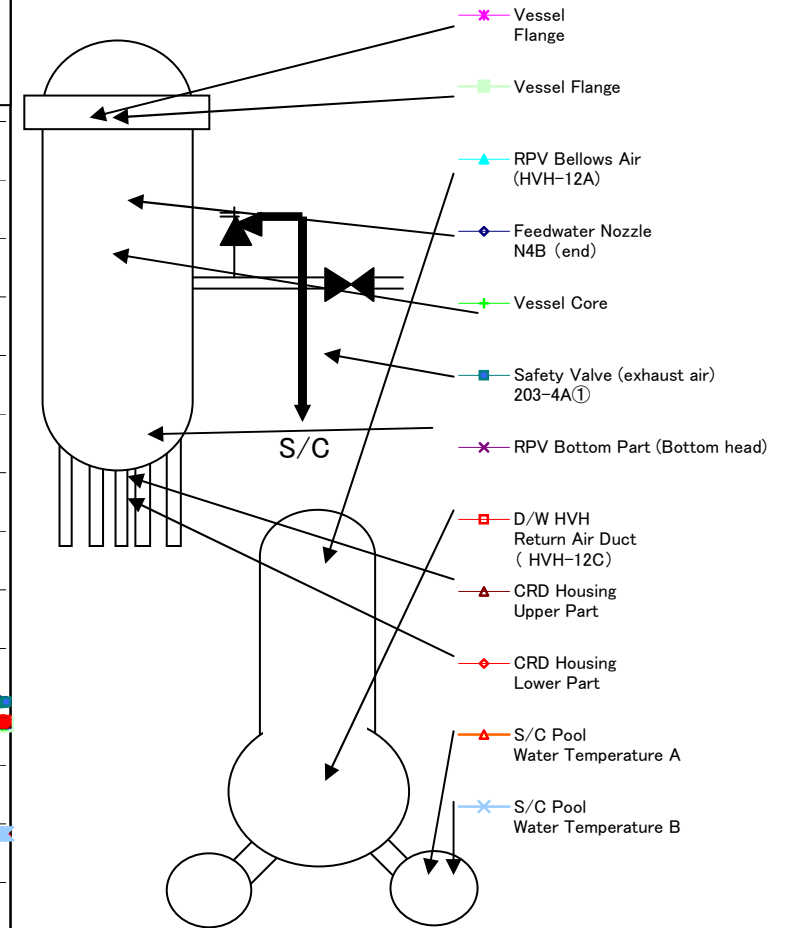 Vessel
Flange
Vessel Flange
RPV Bellows Air
(HVH-12A)
Feedwater Nozzle
N4B (end)
Vessel Core
Safety Valve (exhaust air)
203-4A①
S/C
RPV Bottom Part (Bottom head)
D/W HVH
Return Air Duct
( HVH-12C)
CRD Housing
Upper Part
CRD Housing
Lower Part
S/C Pool
Water Temperature A
S/C Pool
Water Temperature B